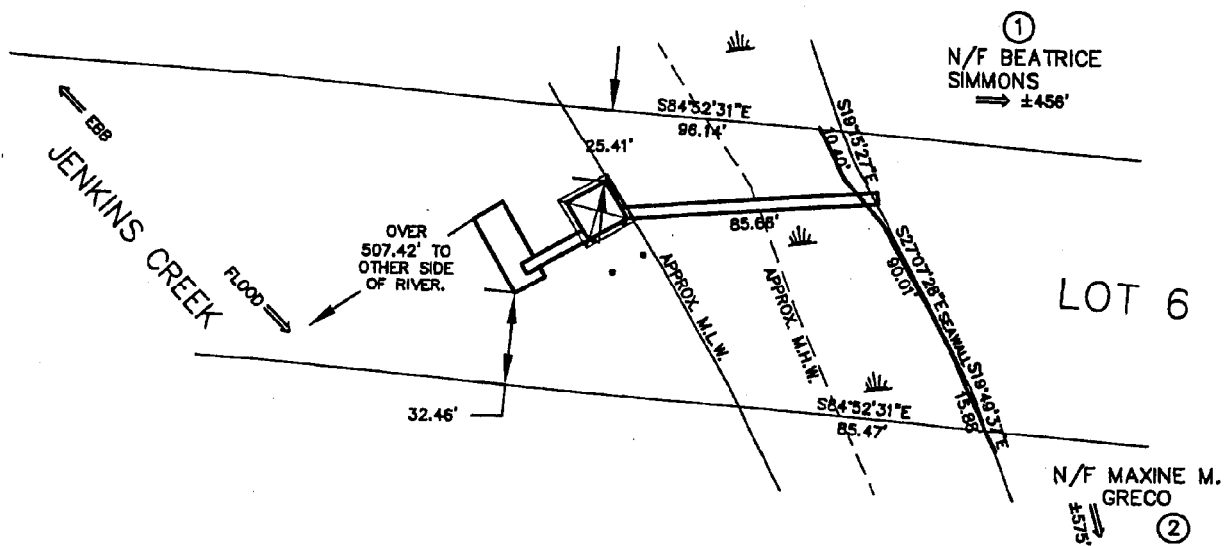 ①
N/F BEATRICE
SIMMONS
±456'
S84°52'31"E
96.14'
S19°15'27"E
10.40'
EBB
JENKINS CREEK
FLOOD
25.41'
OVER
507.42' TO
OTHER SIDE
OF RIVER.
85.66'
APPROX. M.L.W.
APPROX. M.H.W.
S27°07'26"E
90.01'
SEAWALL
S19°49'37"E
15.88'
LOT 6
32.46'
S84°52'31"E
85.47'
N/F MAXINE M.
GRECO
±575'
②